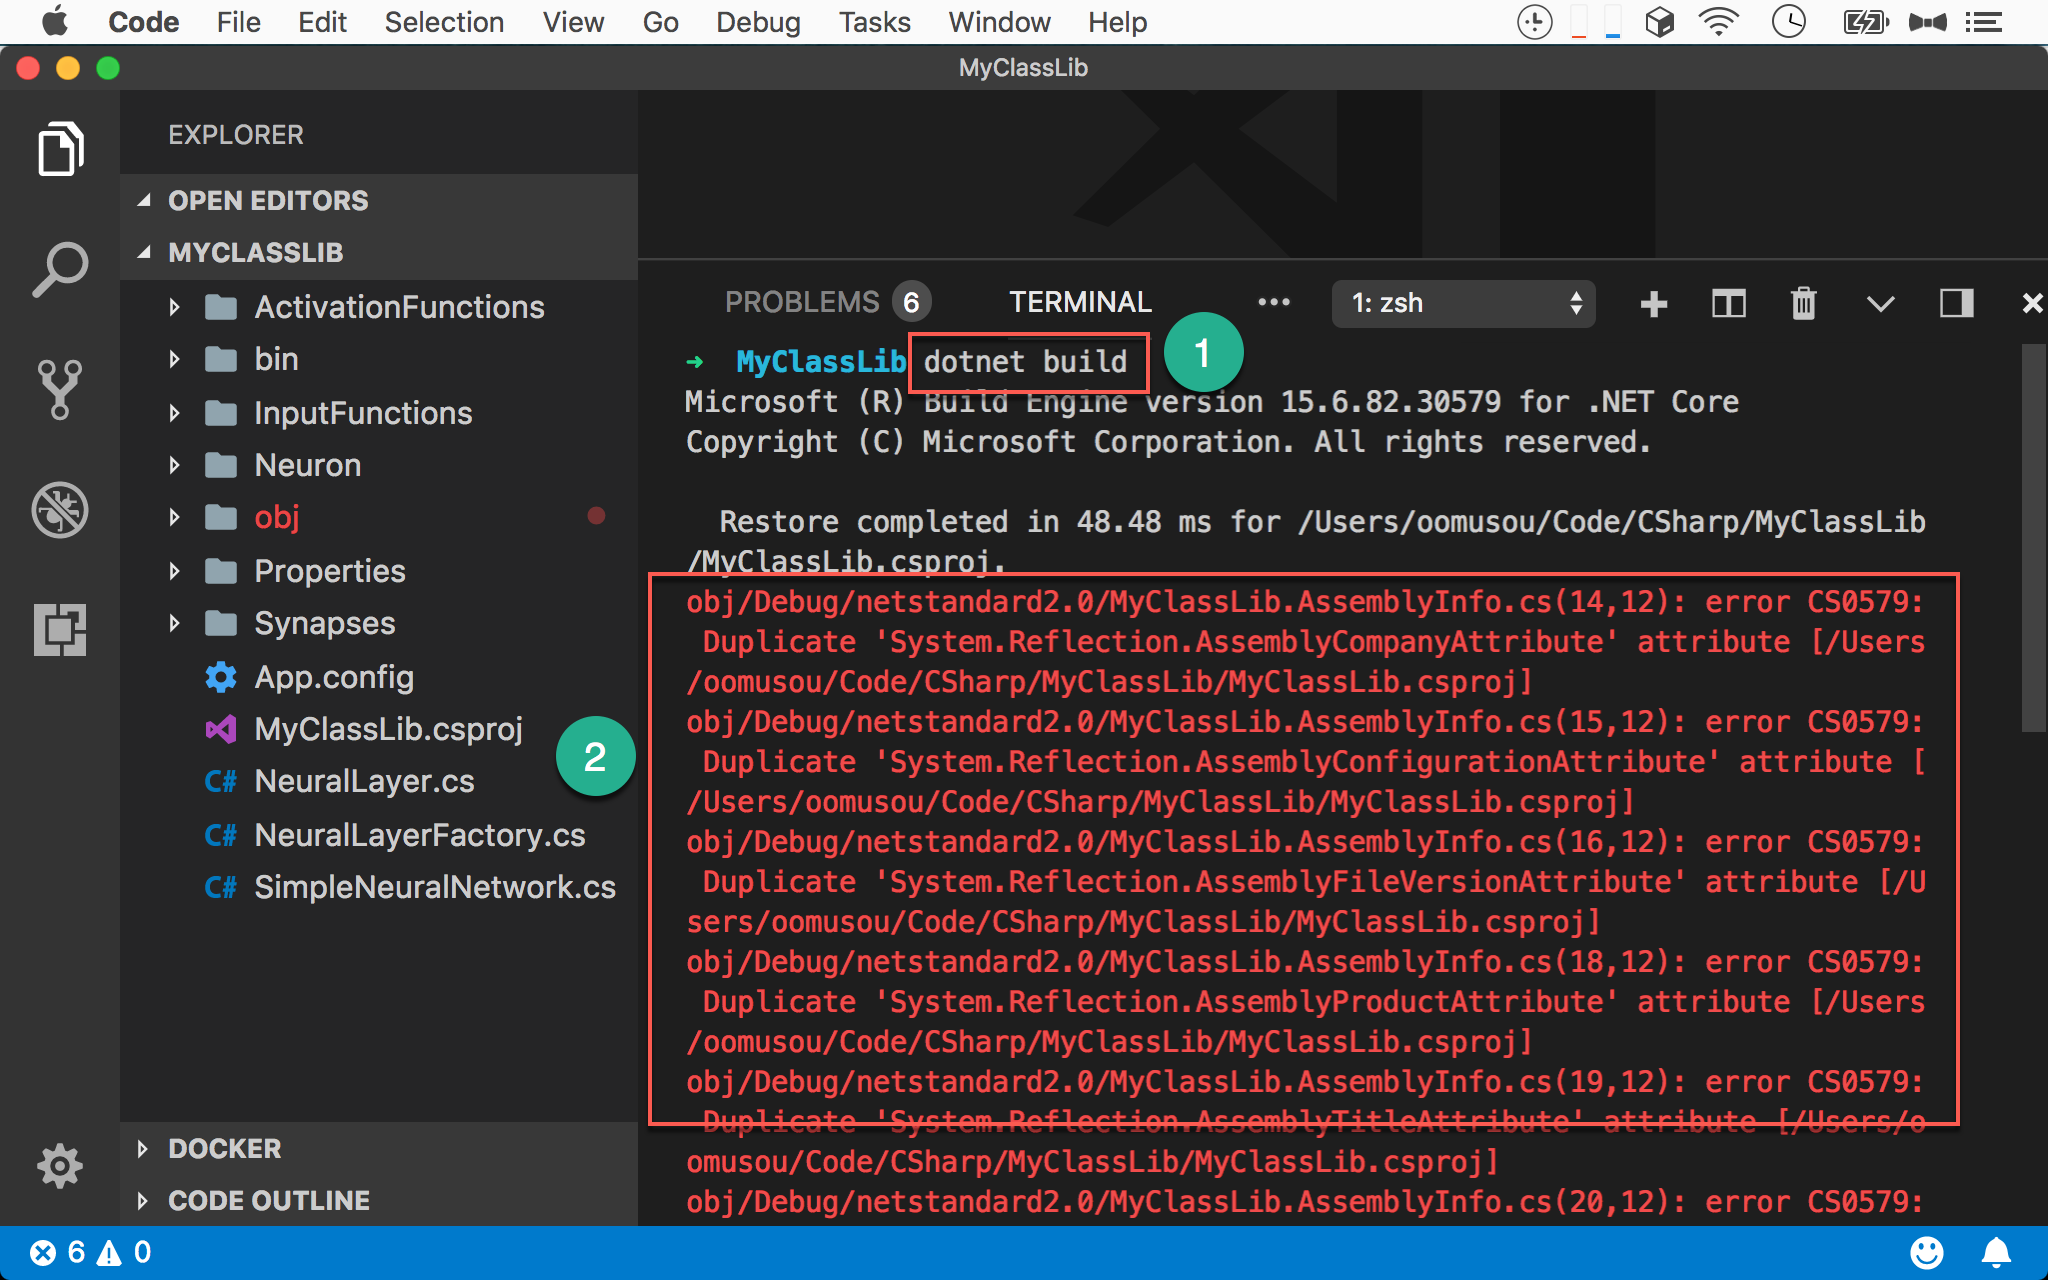 Code File Edit Selection View Go Debug Tasks Window Help
MyClassLib
EXPLORER
OPEN EDITORS
MYCLASSLIB
ActivationFunctions
bin
InputFunctions
Neuron
obj
Properties
Synapses
App.config
MyClassLib.csproj
C# NeuralLayer.cs
C# NeuralLayerFactory.cs
C# SimpleNeuralNetwork.cs
DOCKER
CODE OUTLINE
PROBLEMS 6 TERMINAL ••• 1: zsh
→ MyClassLib dotnet build
1
Microsoft (R) Build Engine version 15.6.82.30579 for .NET Core
Copyright (C) Microsoft Corporation. All rights reserved.
Restore completed in 48.48 ms for /Users/oomusou/Code/CSharp/MyClassLib
/MyClassLib.csproj.
2
obj/Debug/netstandard2.0/MyClassLib.AssemblyInfo.cs(14,12): error CS0579:
Duplicate 'System.Reflection.AssemblyCompanyAttribute' attribute [/Users
/oomusou/Code/CSharp/MyClassLib/MyClassLib.csproj]
obj/Debug/netstandard2.0/MyClassLib.AssemblyInfo.cs(15,12): error CS0579:
Duplicate 'System.Reflection.AssemblyConfigurationAttribute' attribute [
/Users/oomusou/Code/CSharp/MyClassLib/MyClassLib.csproj]
obj/Debug/netstandard2.0/MyClassLib.AssemblyInfo.cs(16,12): error CS0579:
Duplicate 'System.Reflection.AssemblyFileVersionAttribute' attribute [/U
sers/oomusou/Code/CSharp/MyClassLib/MyClassLib.csproj]
obj/Debug/netstandard2.0/MyClassLib.AssemblyInfo.cs(18,12): error CS0579:
Duplicate 'System.Reflection.AssemblyProductAttribute' attribute [/Users
/oomusou/Code/CSharp/MyClassLib/MyClassLib.csproj]
obj/Debug/netstandard2.0/MyClassLib.AssemblyInfo.cs(19,12): error CS0579:
Duplicate 'System.Reflection.AssemblyTitleAttribute' attribute [/Users/o
omusou/Code/CSharp/MyClassLib/MyClassLib.csproj]
obj/Debug/netstandard2.0/MyClassLib.AssemblyInfo.cs(20,12): error CS0579:
6 0